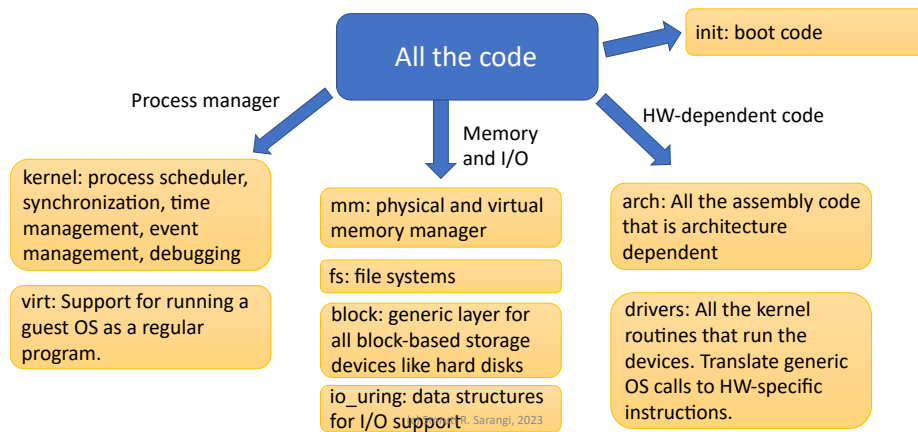 All the code
init: boot code
Process manager
Memory
and I/O
HW-dependent code
kernel: process scheduler,
synchronization, time
management, event
management, debugging
virt: Support for running a
guest OS as a regular
program.
mm: physical and virtual
memory manager
fs: file systems
block: generic layer for
all block-based storage
devices like hard disks
io_uring: data structures
for I/O support
R. Sarangi, 2023
arch: All the assembly code
that is architecture
dependent
drivers: All the kernel
routines that run the
devices. Translate generic
OS calls to HW-specific
instructions.